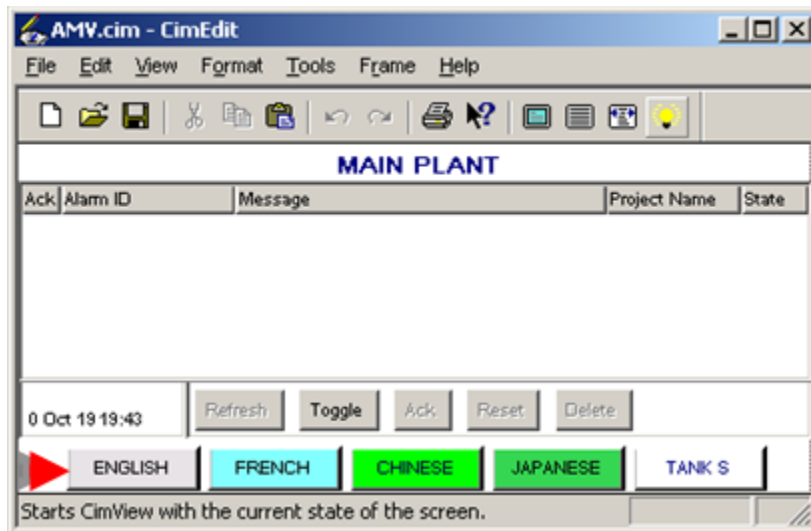 AMV.cim - CimEdit
File Edit View Format Tools Frame Help
MAIN PLANT
Ack Alarm ID Message Project Name State
0 Oct 19 19:43 Refresh Toggle Ack Reset Delete
ENGLISH FRENCH CHINESE JAPANESE TANK S
Starts CimView with the current state of the screen.